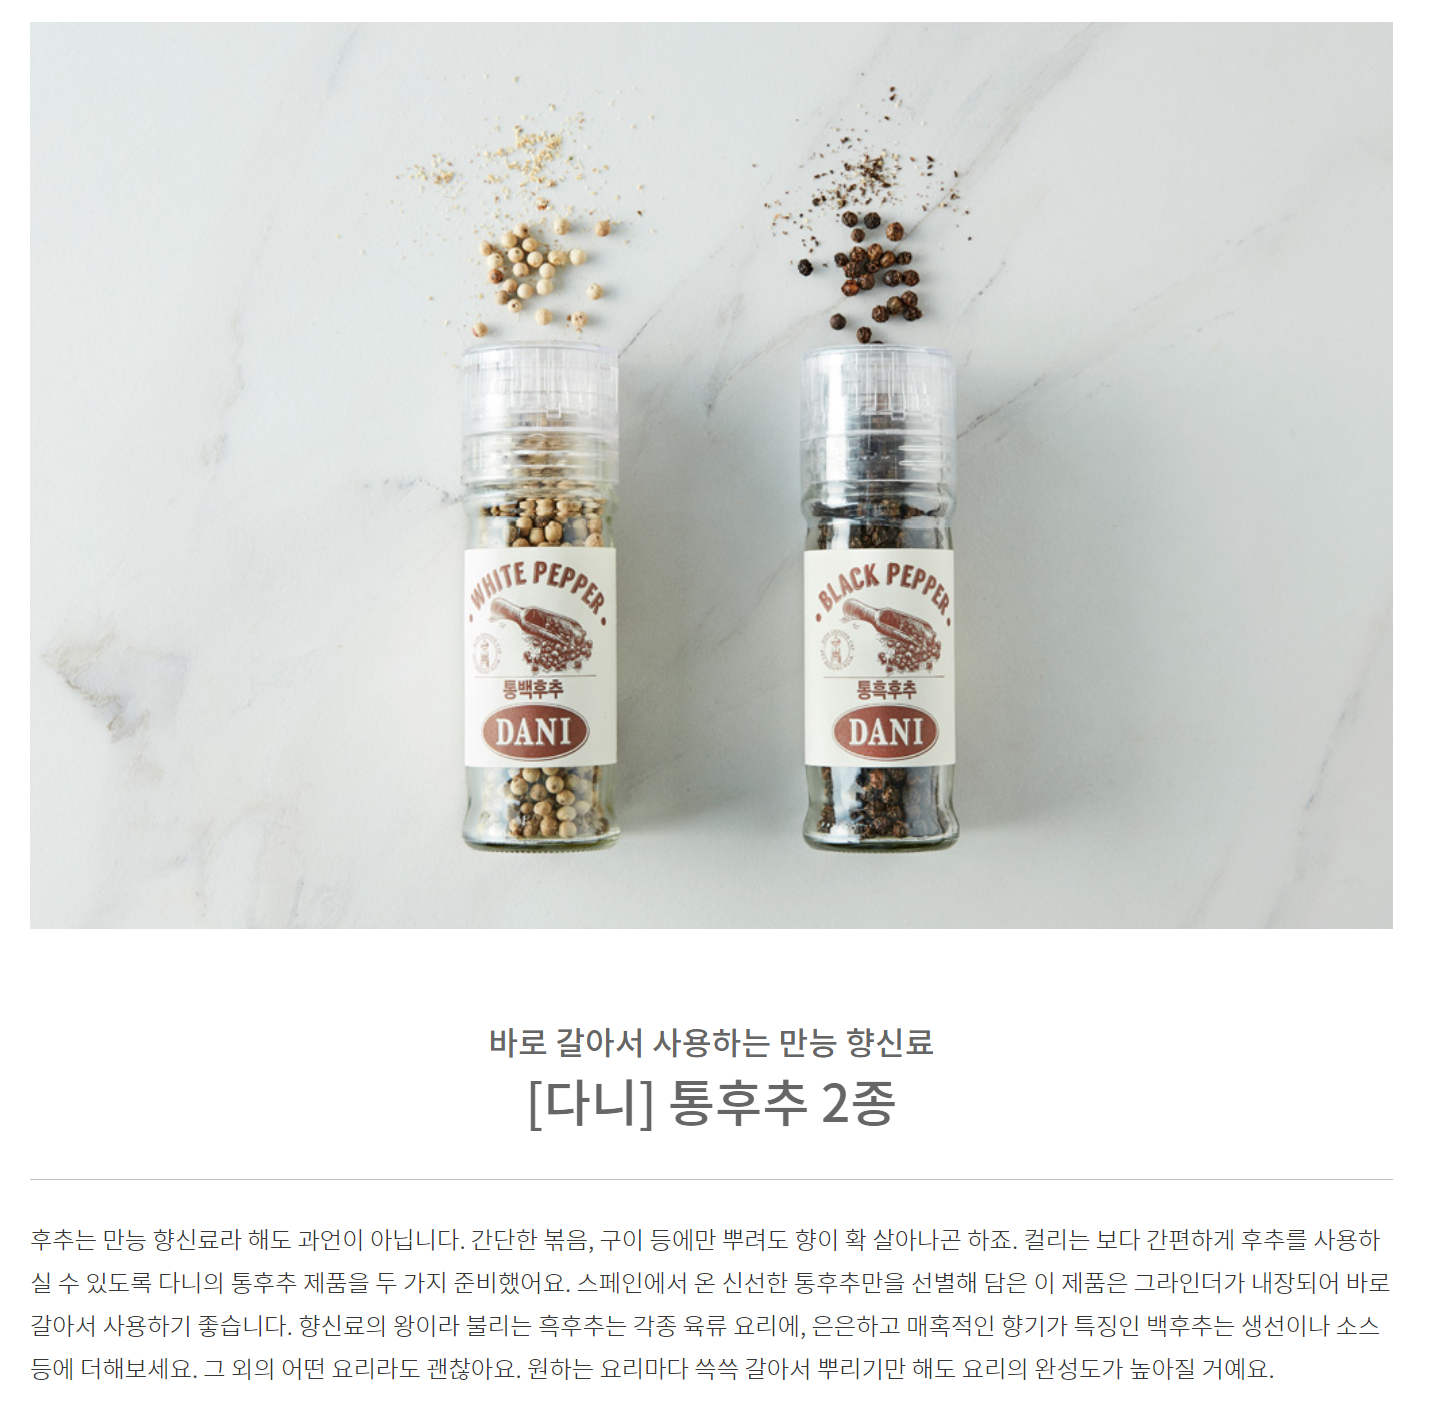 WHITE PEPPER
통백후추
DANI
BLACK PEPPER
통흑후추
DANI
바로 갈아서 사용하는 만능 향신료
[다니] 통후추 2종
후추는 만능 향신료라 해도 과언이 아닙니다. 간단한 볶음, 구이 등에만 뿌려도 향이 확 살아나곤 하죠. 컬리는 보다 간편하게 후추를 사용하
실 수 있도록 다니의 통후추 제품을 두 가지 준비했어요. 스페인에서 온 신선한 통후추만을 선별해 담은 이 제품은 그라인더가 내장되어 바로
갈아서 사용하기 좋습니다. 향신료의 왕이라 불리는 흑후추는 각종 육류 요리에, 은은하고 매혹적인 향기가 특징인 백후추는 생선이나 소스
등에 더해보세요. 그 외의 어떤 요리라도 괜찮아요. 원하는 요리마다 쓱쓱 갈아서 뿌리기만 해도 요리의 완성도가 높아질 거예요.